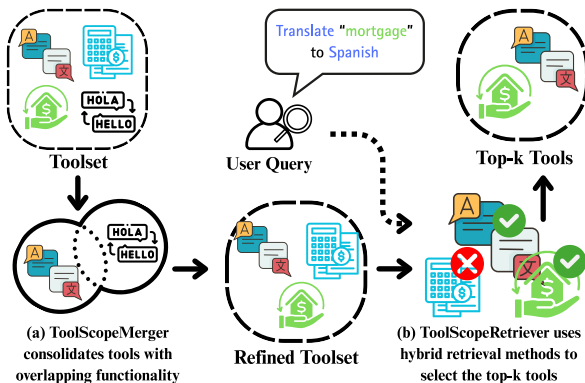 Translate "mortgage"
to Spanish
A
文
HOLA
HELLO
$
Toolset
User Query
A
文
$
Top-k Tools
A
文
HOLA
HELLO
A
文
$
$
Refined Toolset
A
文
$
$
(a) ToolScopeMerger
consolidates tools with
overlapping functionality
(b) ToolScopeRetriever uses
hybrid retrieval methods to
select the top-k tools